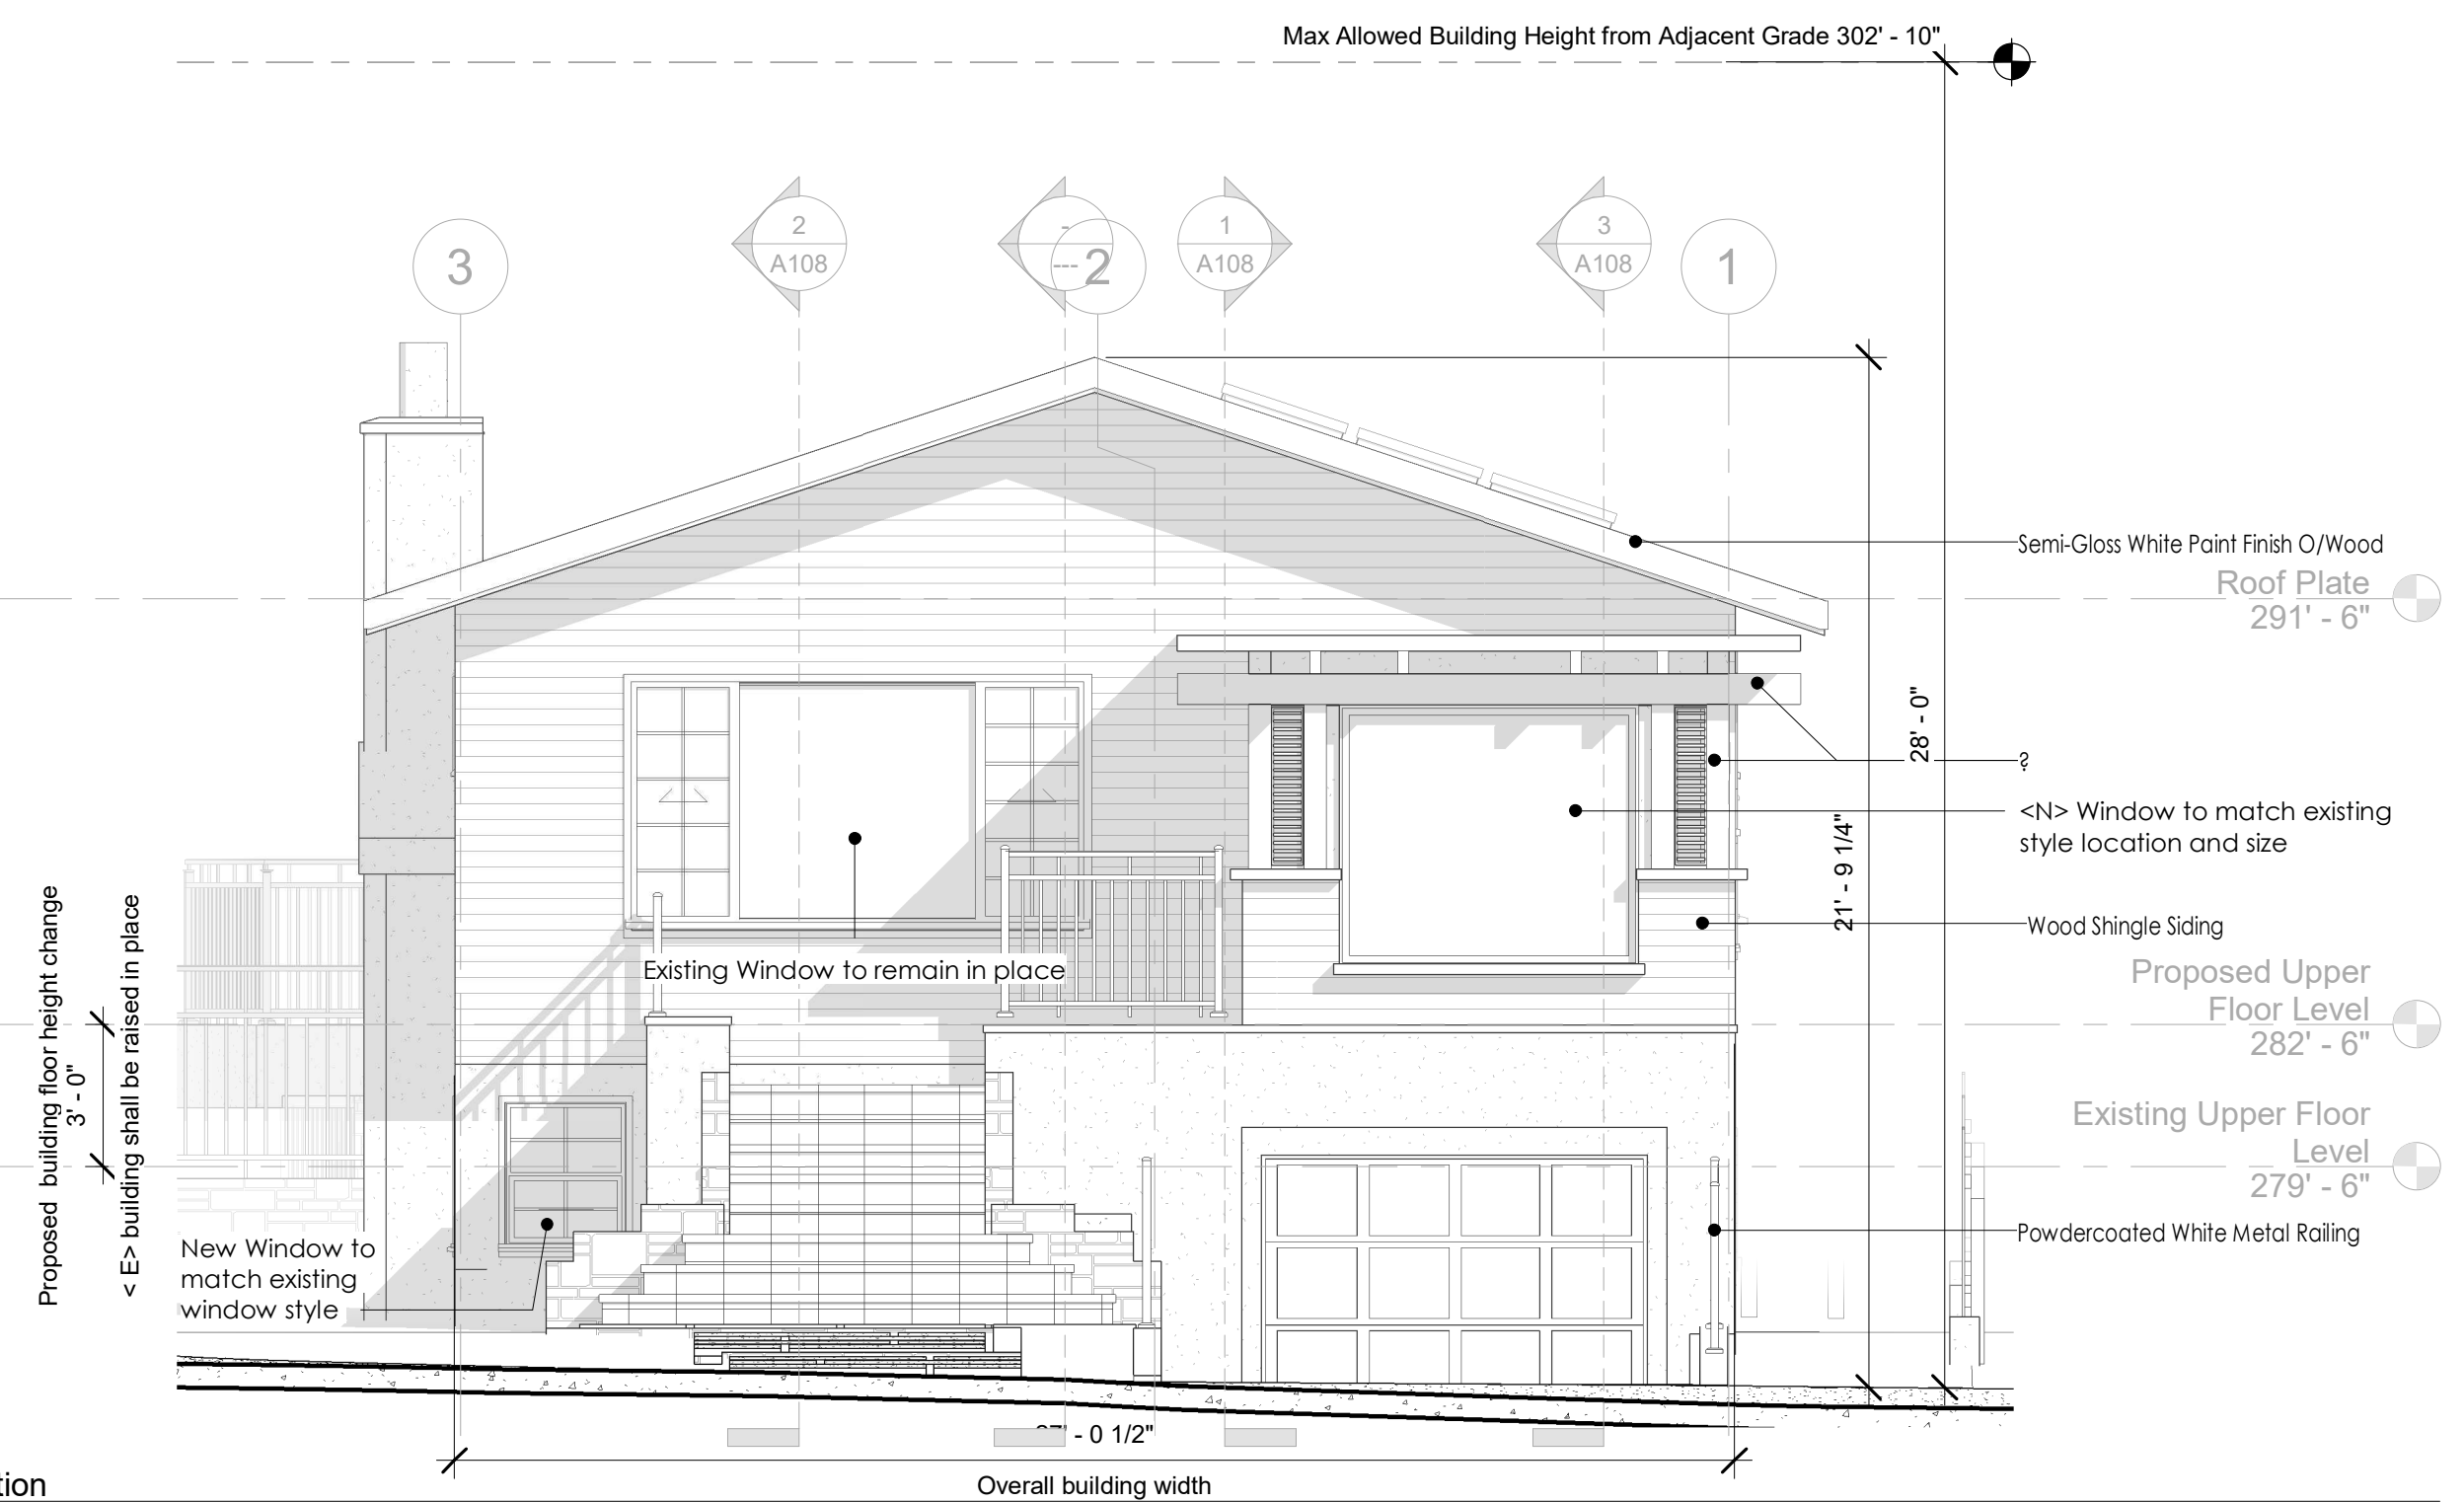 Max Allowed Building Height from Adjacent Grade 302' - 10"
3
2
A108
-
---
2
1
A108
3
A108
1
Semi-Gloss White Paint Finish O/Wood
Roof Plate
291' - 6"
28' - 0"
?
<N> Window to match existing
style location and size
21' - 9 1/4"
Wood Shingle Siding
Existing Window to remain in place
Proposed Upper
Floor Level
282' - 6"
Proposed building floor height change
3' - 0"
< E> building shall be raised in place
Existing Upper Floor
Level
279' - 6"
Powdercoated White Metal Railing
New Window to
match existing
window style
- 0 1/2"
Overall building width
tion